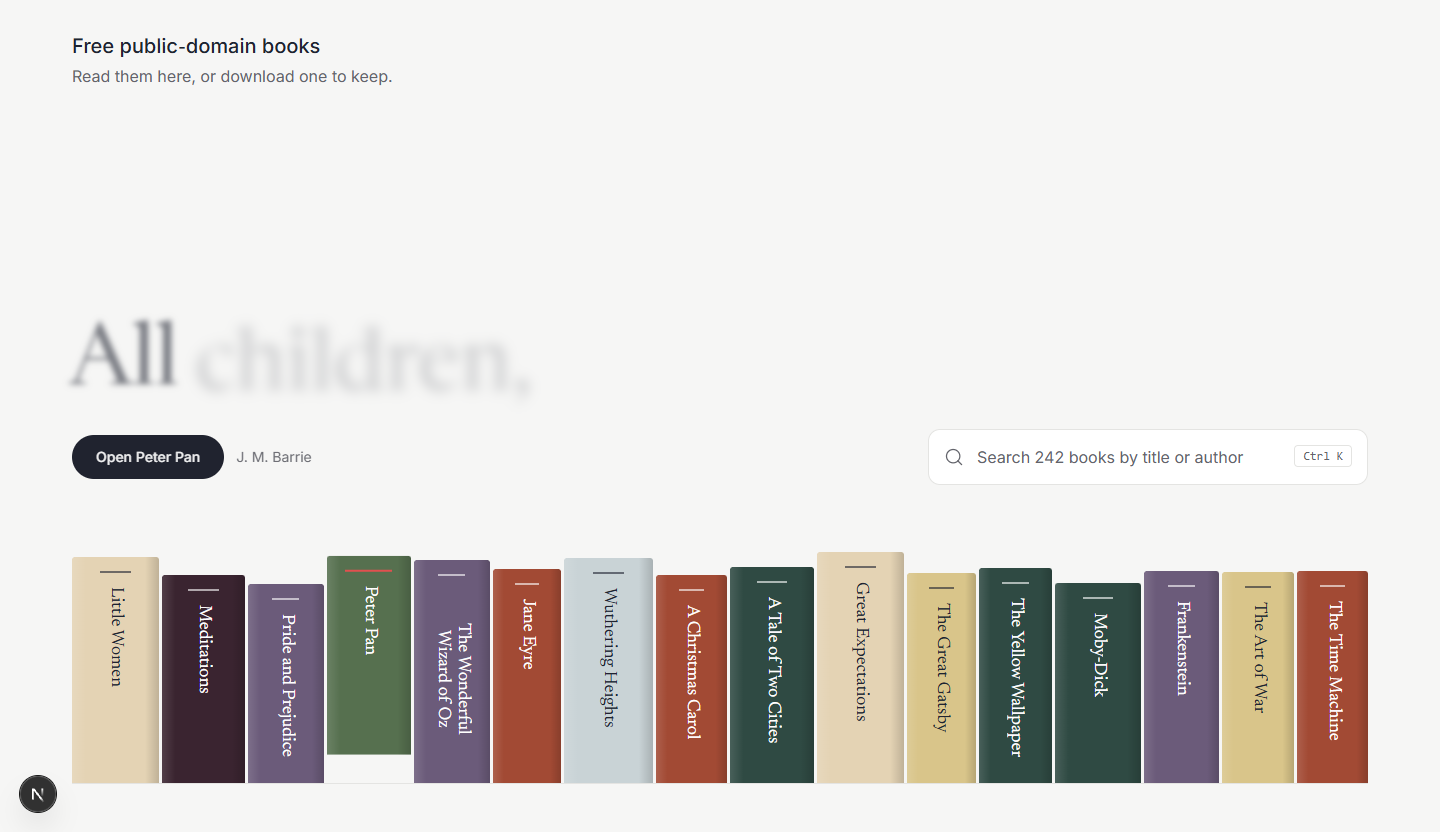 Free public-domain books
Read them here, or download one to keep.
All children,
Open Peter Pan
J. M. Barrie
Search 242 books by title or author
Ctrl K
Little Women
Meditations
Pride and Prejudice
Peter Pan
The Wonderful
Wizard of Oz
Jane Eyre
Wuthering Heights
A Christmas Carol
A Tale of Two Cities
Great Expectations
The Great Gatsby
The Yellow Wallpaper
Moby-Dick
Frankenstein
The Art of War
The Time Machine
N